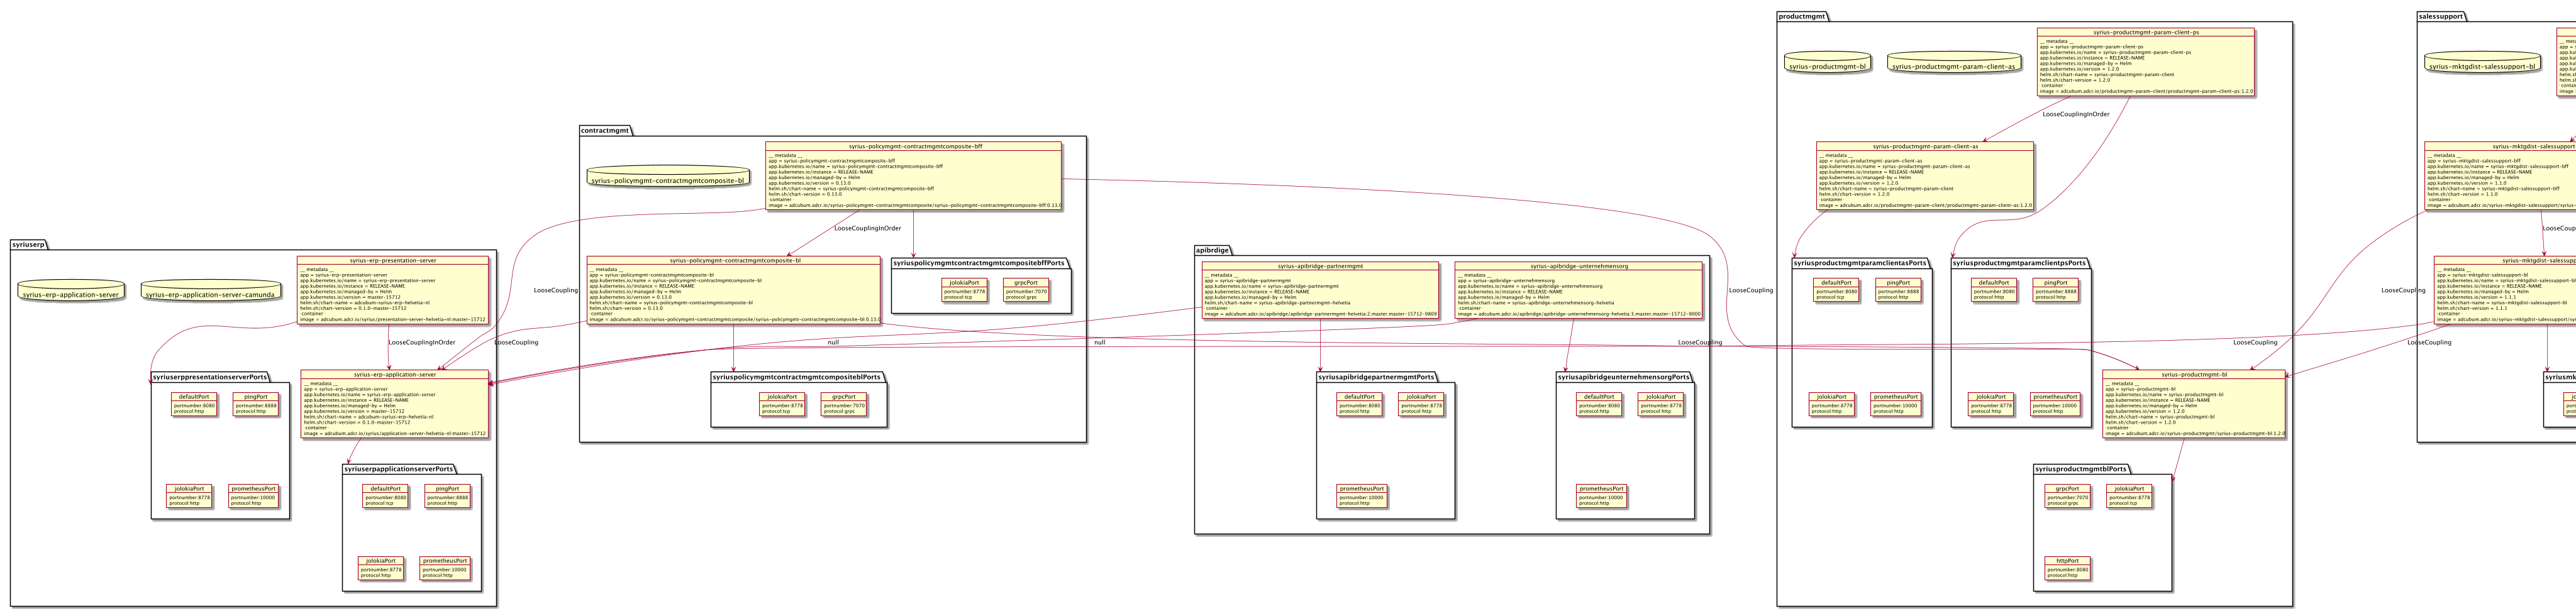 syriuserp
syrius-erp-application-server
syrius-erp-application-server-camunda
syrius-erp-presentation-server
__ metadata __
app = syrius-erp-presentation-server
app.kubernetes.io/name = syrius-erp-presentation-server
app.kubernetes.io/instance = RELEASE-NAME
app.kubernetes.io/managed-by = Helm
app.kubernetes.io/version = master-15712
helm.sh/chart-name = adcubum-syrius-erp-helvetia-nl
helm.sh/chart-version = 0.1.0-master-15712
container
image = adcubum.adcr.io/syrius/presentation-server-helvetia-nl:master-15712
LooseCouplingInOrder
syriuserppresentationserverPorts
defaultPort
portnumber:8080
protocol:http
pingPort
portnumber:8888
protocol:http
jolokiaPort
portnumber:8778
protocol:http
prometheusPort
portnumber:10000
protocol:http
syrius-erp-application-server
__ metadata __
app = syrius-erp-application-server
app.kubernetes.io/name = syrius-erp-application-server
app.kubernetes.io/instance = RELEASE-NAME
app.kubernetes.io/managed-by = Helm
app.kubernetes.io/version = master-15712
helm.sh/chart-name = adcubum-syrius-erp-helvetia-nl
helm.sh/chart-version = 0.1.0-master-15712
container
image = adcubum.adcr.io/syrius/application-server-helvetia-nl:master-15712
syriuserpapplicationserverPorts
defaultPort
portnumber:8080
protocol:tcp
pingPort
portnumber:8888
protocol:http
jolokiaPort
portnumber:8778
protocol:http
prometheusPort
portnumber:10000
protocol:http
LooseCoupling
LooseCoupling
contractmgmt
syrius-policymgmt-contractmgmtcomposite-bl
syrius-policymgmt-contractmgmtcomposite-bff
__ metadata __
app = syrius-policymgmt-contractmgmtcomposite-bff
app.kubernetes.io/name = syrius-policymgmt-contractmgmtcomposite-bff
app.kubernetes.io/instance = RELEASE-NAME
app.kubernetes.io/managed-by = Helm
app.kubernetes.io/version = 0.13.0
helm.sh/chart-name = syrius-policymgmt-contractmgmtcomposite-bff
helm.sh/chart-version = 0.13.0
container
image = adcubum.adcr.io/syrius-policymgmt-contractmgmtcomposite/syrius-policymgmt-contractmgmtcomposite-bff:0.13.0
LooseCouplingInOrder
syrius-policymgmt-contractmgmtcomposite-bl
__ metadata __
app = syrius-policymgmt-contractmgmtcomposite-bl
app.kubernetes.io/name = syrius-policymgmt-contractmgmtcomposite-bl
app.kubernetes.io/instance = RELEASE-NAME
app.kubernetes.io/managed-by = Helm
app.kubernetes.io/version = 0.13.0
helm.sh/chart-name = syrius-policymgmt-contractmgmtcomposite-bl
helm.sh/chart-version = 0.13.0
container
image = adcubum.adcr.io/syrius-policymgmt-contractmgmtcomposite/syrius-policymgmt-contractmgmtcomposite-bl:0.13.0
syriuspolicymgmtcontractmgmtcompositebffPorts
jolokiaPort
portnumber:8778
protocol:tcp
grpcPort
portnumber:7070
protocol:grpc
null
syriuspolicymgmtcontractmgmtcompositeblPorts
jolokiaPort
portnumber:8778
protocol:tcp
grpcPort
portnumber:7070
protocol:grpc
null
apibrdige
syrius-apibridge-partnermgmt
__ metadata __
app = syrius-apibridge-partnermgmt
app.kubernetes.io/name = syrius-apibridge-partnermgmt
app.kubernetes.io/instance = RELEASE-NAME
app.kubernetes.io/managed-by = Helm
helm.sh/chart-name = syrius-apibridge-partnermgmt-helvetia
container
image = adcubum.adcr.io/apibridge/apibridge-partnermgmt-helvetia:2.master.master-15712-9809
syrius-apibridge-unternehmensorg
__ metadata __
app = syrius-apibridge-unternehmensorg
app.kubernetes.io/name = syrius-apibridge-unternehmensorg
app.kubernetes.io/instance = RELEASE-NAME
app.kubernetes.io/managed-by = Helm
helm.sh/chart-name = syrius-apibridge-unternehmensorg-helvetia
container
image = adcubum.adcr.io/apibridge/apibridge-unternehmensorg-helvetia:3.master.master-15712-9000
LooseCoupling
syriusapibridgepartnermgmtPorts
defaultPort
portnumber:8080
protocol:http
jolokiaPort
portnumber:8778
protocol:http
prometheusPort
portnumber:10000
protocol:http
syriusapibridgeunternehmensorgPorts
defaultPort
portnumber:8080
protocol:http
jolokiaPort
portnumber:8778
protocol:http
prometheusPort
portnumber:10000
protocol:http
LooseCoupling
productmgmt
syrius-productmgmt-bl
syrius-productmgmt-param-client-as
syrius-productmgmt-param-client-ps
__ metadata __
app = syrius-productmgmt-param-client-ps
app.kubernetes.io/name = syrius-productmgmt-param-client-ps
app.kubernetes.io/instance = RELEASE-NAME
app.kubernetes.io/managed-by = Helm
app.kubernetes.io/version = 1.2.0
helm.sh/chart-name = syrius-productmgmt-param-client
helm.sh/chart-version = 1.2.0
container
image = adcubum.adcr.io/productmgmt-param-client/productmgmt-param-client-ps:1.2.0
LooseCouplingInOrder
syrius-productmgmt-param-client-as
__ metadata __
app = syrius-productmgmt-param-client-as
app.kubernetes.io/name = syrius-productmgmt-param-client-as
app.kubernetes.io/instance = RELEASE-NAME
app.kubernetes.io/managed-by = Helm
app.kubernetes.io/version = 1.2.0
helm.sh/chart-name = syrius-productmgmt-param-client
helm.sh/chart-version = 1.2.0
container
image = adcubum.adcr.io/productmgmt-param-client/productmgmt-param-client-as:1.2.0
syriusproductmgmtparamclientasPorts
defaultPort
portnumber:8080
protocol:tcp
pingPort
portnumber:8888
protocol:http
jolokiaPort
portnumber:8778
protocol:http
prometheusPort
portnumber:10000
protocol:http
syriusproductmgmtparamclientpsPorts
defaultPort
portnumber:8080
protocol:http
pingPort
portnumber:8888
protocol:http
jolokiaPort
portnumber:8778
protocol:http
prometheusPort
portnumber:10000
protocol:http
syrius-productmgmt-bl
__ metadata __
app = syrius-productmgmt-bl
app.kubernetes.io/name = syrius-productmgmt-bl
app.kubernetes.io/instance = RELEASE-NAME
app.kubernetes.io/managed-by = Helm
app.kubernetes.io/version = 1.2.0
helm.sh/chart-name = syrius-productmgmt-bl
helm.sh/chart-version = 1.2.0
container
image = adcubum.adcr.io/syrius-productmgmt/syrius-productmgmt-bl:1.2.0
syriusproductmgmtblPorts
grpcPort
portnumber:7070
protocol:grpc
jolokiaPort
portnumber:8778
protocol:tcp
httpPort
portnumber:8080
protocol:http
LooseCoupling
LooseCoupling
LooseCoupling
salessupport
syrius-mktgdist-salessupport-bl
syrius-mktgdist-salessupport
__ metadata __
app = syrius-mktgdist-salessupport-bff
app.kubernetes.io/name = syrius-mktgdist-salessupport-bff
app.kubernetes.io/instance = RELEASE-NAME
app.kubernetes.io/managed-by = Helm
app.kubernetes.io/version = 1.1.0
helm.sh/chart-name = syrius-mktgdist-salessupport-bff
helm.sh/chart-version = 1.1.0
container
image = adcubum.adcr.io/syrius-mktgdist-salessupport/syrius-
syrius-mktgdist-salessupp
__ metadata __
app = syrius-mktgdist-salessupport-bl
app.kubernetes.io/name = syrius-mktgdist-salessupport-bl
app.kubernetes.io/instance = RELEASE-NAME
app.kubernetes.io/managed-by = Helm
app.kubernetes.io/version = 1.1.1
helm.sh/chart-name = syrius-mktgdist-salessupport-bl
helm.sh/chart-version = 1.1.1
container